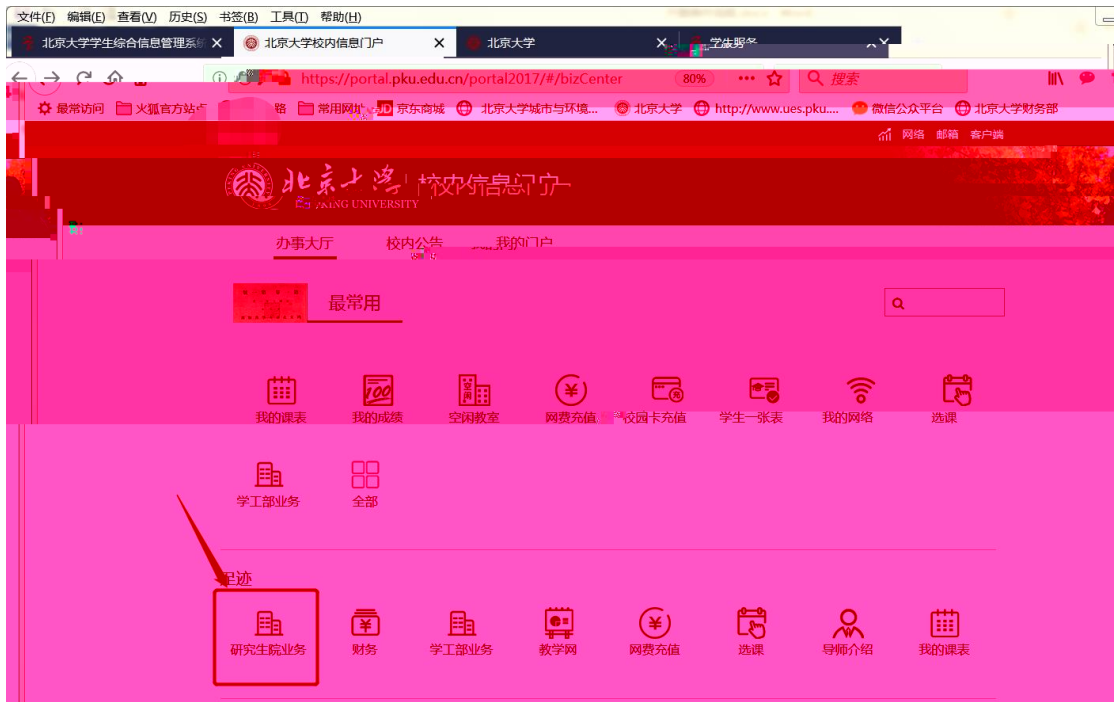 文件(F) 编辑(E) 查看(V) 历史(S) 书签(B) 工具(T) 帮助(H)
北京大学学生综合信息管理系统 北京大学校内信息门户 北京大学 学生服务
https://portal.pku.edu.cn/portal2017/#/bizCenter 80% 搜索
最常访问 火狐官方站点 常用网址 京东商城 北京大学城市与环境... 北京大学 http://www.ues.pku.... 微信公众平台 北京大学财务部
网络 邮箱 客户端
北京大学 校内信息门户
PEKING UNIVERSITY
办事大厅 校内公告 我的门户
最常用
我的课表 我的成绩 空闲教室 网费充值 校园卡充值 学生一张表 我的网络 选课
学工部业务 全部
足迹
研究生院业务 财务 学工部业务 教学网 网费充值 选课 导师介绍 我的课表